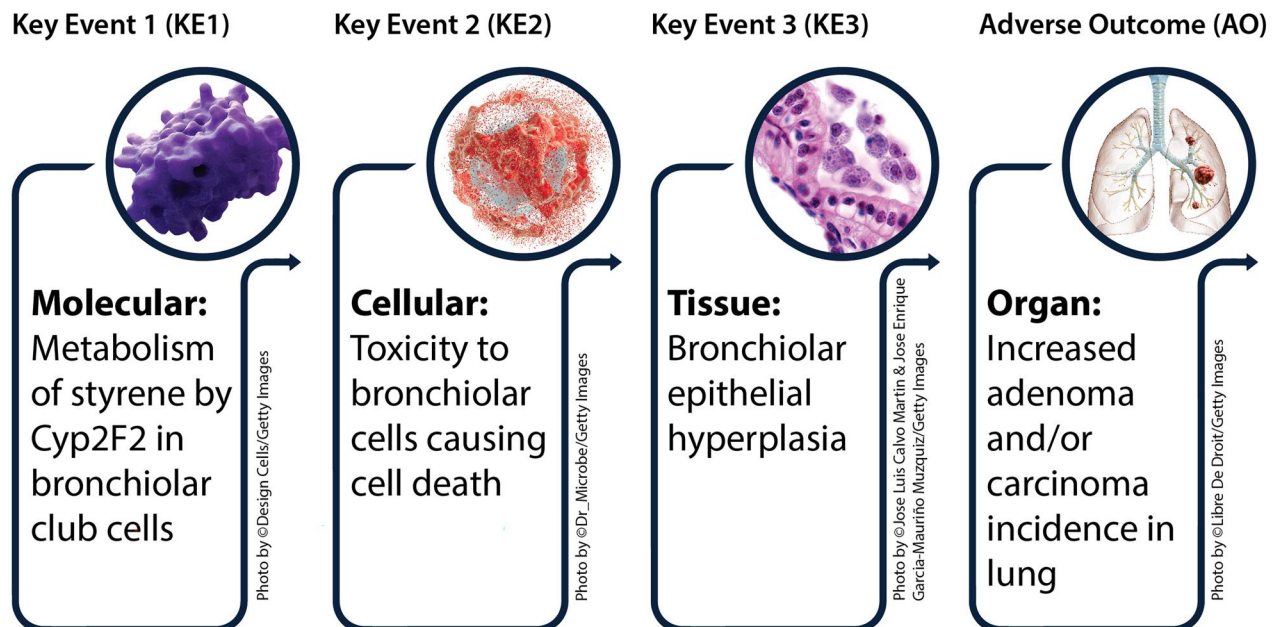 Key Event 1 (KE1)
Molecular:
Metabolism
of styrene by
Cyp2F2 in
bronchiolar
club cells
Photo by ©Design Cells/Getty Images
Key Event 2 (KE2)
Cellular:
Toxicity to
bronchiolar
cells causing
cell death
Photo by ©Dr_Microbe/Getty Images
Key Event 3 (KE3)
Tissue:
Bronchiolar
epithelial
hyperplasia
Photo by ©Jose Luis Calvo Martin & Jose Enrique
Garcia-Mauriño Muzquiz/Getty Images
Adverse Outcome (AO)
Organ:
Increased
adenoma
and/or
carcinoma
incidence in
lung
Photo by ©Libre De Droit/Getty Images